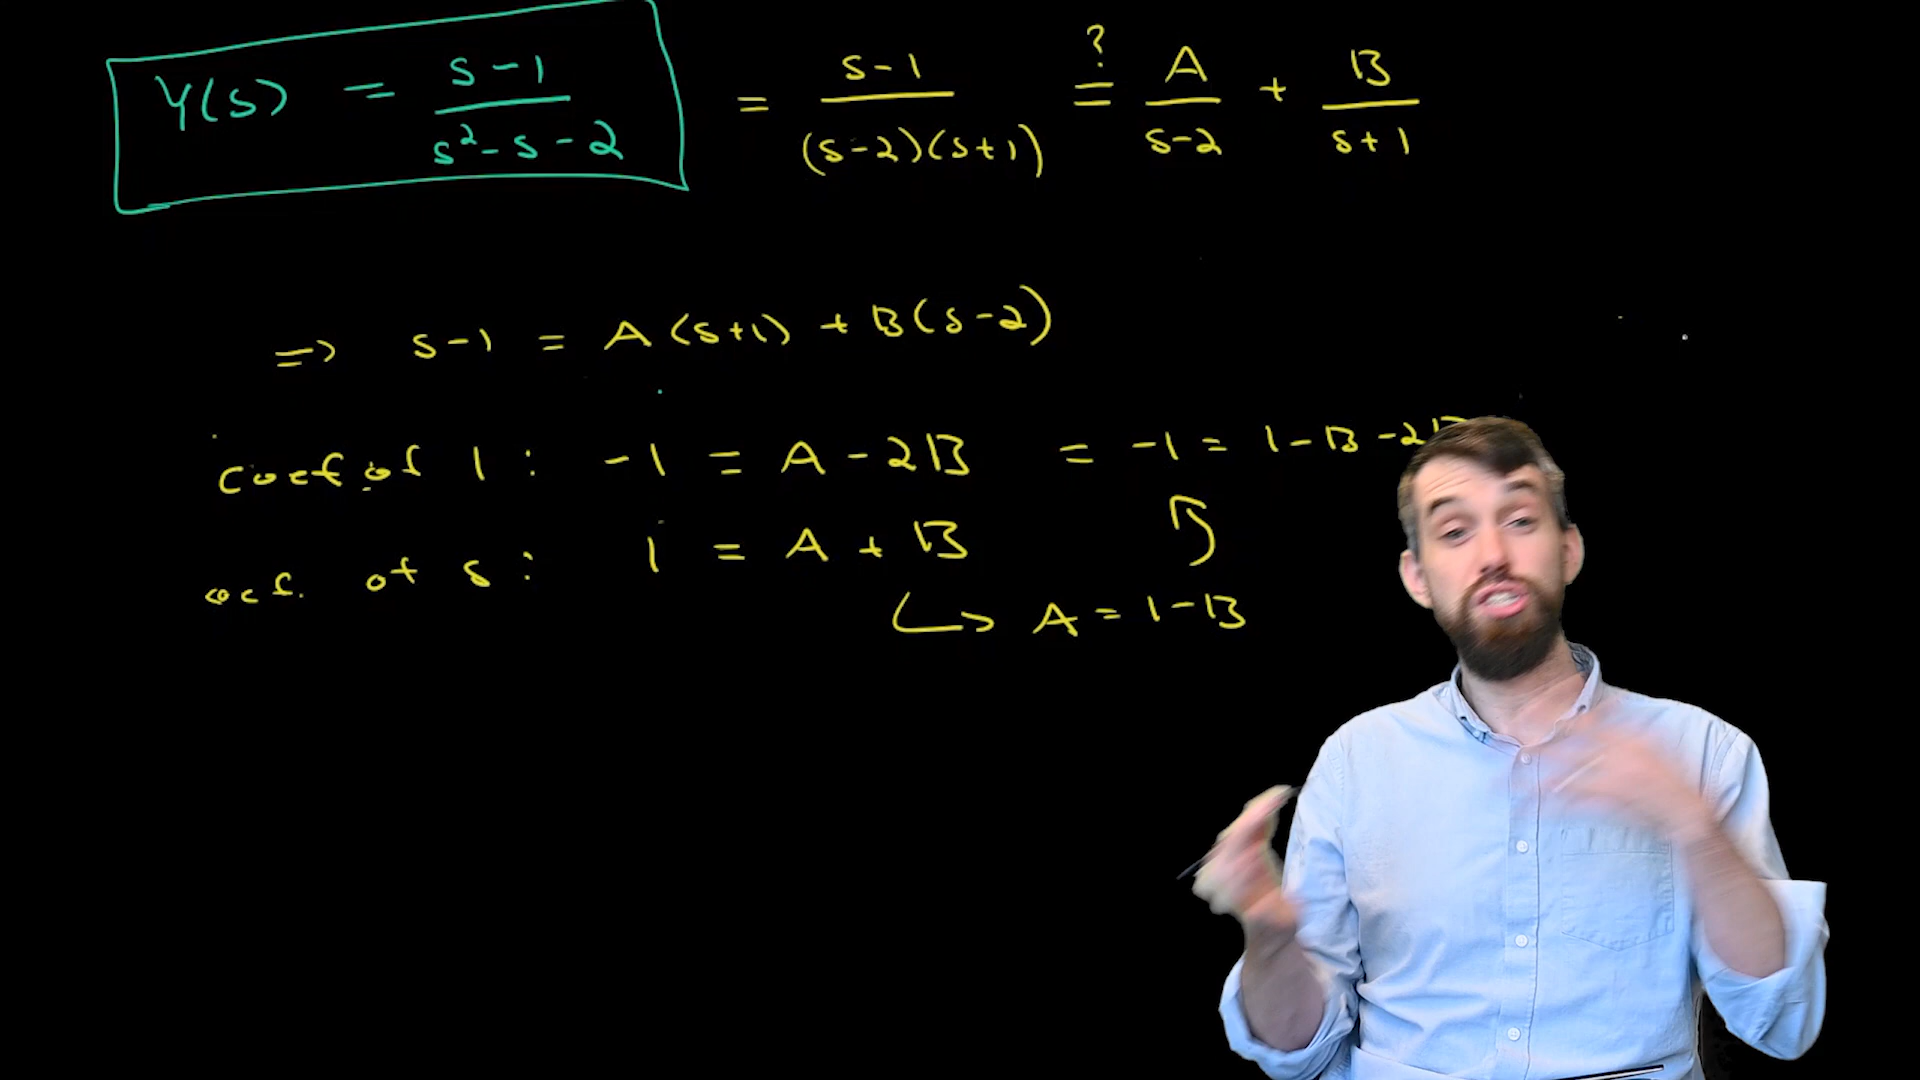 Y(s) = s-1 / s²-s-2 = s-1 / (s-2)(s+1) ?= A / s-2 + B / s+1
=> s-1 = A(s+1) + B(s-2)
coef of 1 : -1 = A - 2B = -1 = 1-B-2B
coef. of s : 1 = A + B
↳ A = 1-B